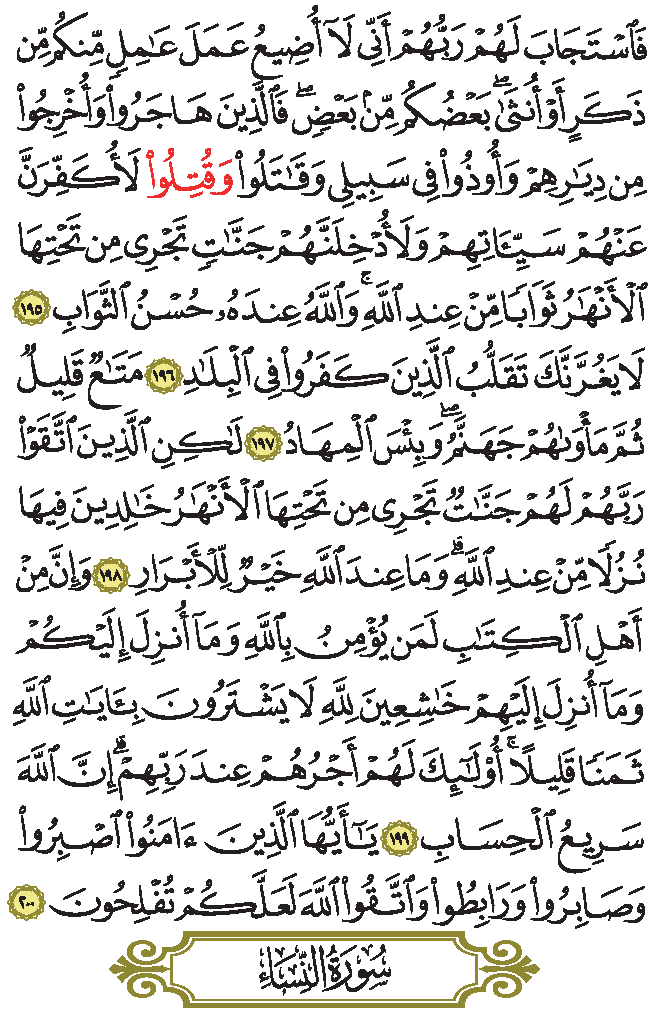 فَٱسْتَجَابَ لَهُمْ رَبُّهُمْ أَنِّى لَآ أُضِيعُ عَمَلَ عَٰمِلٍ مِّنكُم مِّن
ذَكَرٍ أَوْ أُنثَىٰ ۖ بَعْضُكُم مِّنۢ بَعْضٍ ۖ فَٱلَّذِينَ هَاجَرُوا۟ وَأُخْرِجُوا۟
مِن دِيَٰرِهِمْ وَأُوذُوا۟ فِى سَبِيلِى وَقَٰتَلُوا۟ وَقُتِلُوا۟ لَأُكَفِّرَنَّ
عَنْهُمْ سَيِّـَٔاتِهِمْ وَلَأُدْخِلَنَّهُمْ جَنَّٰتٍ تَجْرِى مِن تَحْتِهَا
ٱلْأَنْهَٰرُ ثَوَابًا مِّنْ عِندِ ٱللَّهِ ۚ وَٱللَّهُ عِندَهُۥ حُسْنُ ٱلثَّوَابِ ١٩٥
لَا يَغُرَّنَّكَ تَقَلُّبُ ٱلَّذِينَ كَفَرُوا۟ فِى ٱلْبِلَٰدِ ١٩٦ مَتَٰعٌ قَلِيلٌ
ثُمَّ مَأْوَىٰهُمْ جَهَنَّمُ ۖ وَبِئْسَ ٱلْمِهَادُ ١٩٧ لَٰكِنِ ٱلَّذِينَ ٱتَّقَوْا۟
رَبَّهُمْ لَهُمْ جَنَّٰتٌ تَجْرِى مِن تَحْتِهَا ٱلْأَنْهَٰرُ خَٰلِدِينَ فِيهَا
نُزُلًا مِّنْ عِندِ ٱللَّهِ ۗ وَمَا عِندَ ٱللَّهِ خَيْرٌ لِّلْأَبْرَارِ ١٩٨ وَإِنَّ مِنْ
أَهْلِ ٱلْكِتَٰبِ لَمَن يُؤْمِنُ بِٱللَّهِ وَمَآ أُنزِلَ إِلَيْكُمْ
وَمَآ أُنزِلَ إِلَيْهِمْ خَٰشِعِينَ لِلَّهِ لَا يَشْتَرُونَ بِـَٔايَٰتِ ٱللَّهِ
ثَمَنًا قَلِيلًا ۚ أُو۟لَٰٓئِكَ لَهُمْ أَجْرُهُمْ عِندَ رَبِّهِمْ ۗ إِنَّ ٱللَّهَ
سَرِيعُ ٱلْحِسَابِ ١٩٩ يَٰٓأَيُّهَا ٱلَّذِينَ ءَامَنُوا۟ ٱصْبِرُوا۟
وَصَابِرُوا۟ وَرَابِطُوا۟ وَٱتَّقُوا۟ ٱللَّهَ لَعَلَّكُمْ تُفْلِحُونَ ٢٠٠
سُورَةُ النِّسَاءِ